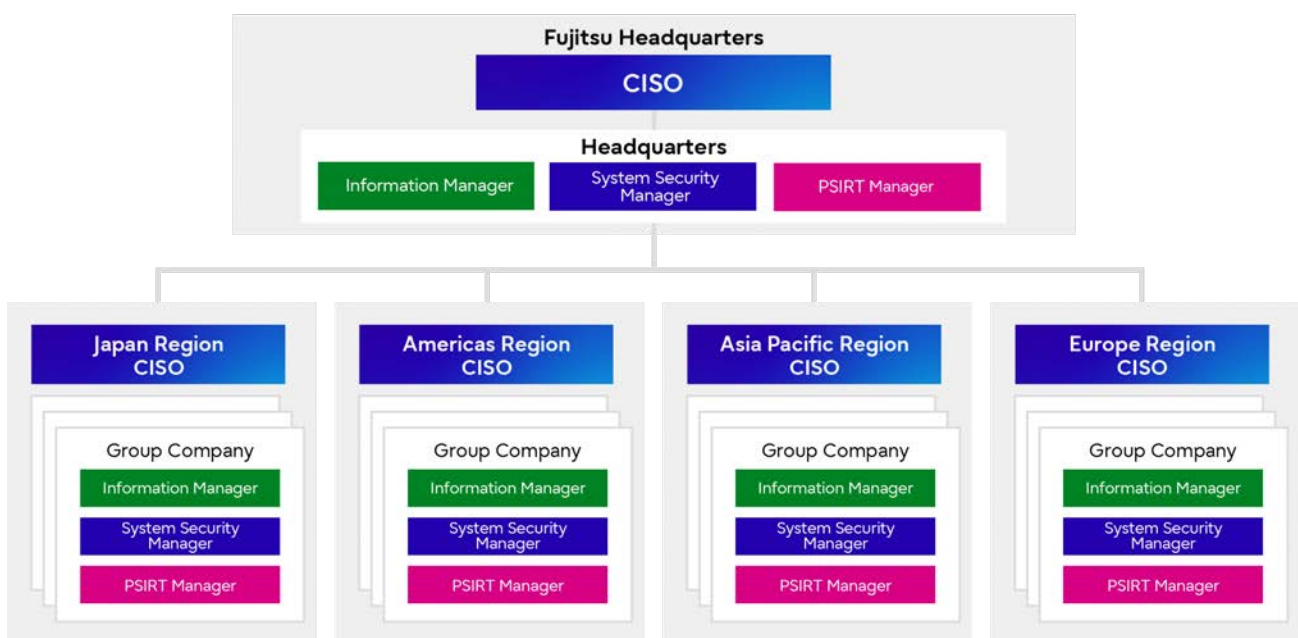 Fujitsu Headquarters
CISO
Headquarters
Information Manager
System Security
Manager
PSIRT Manager
Japan Region
CISO
Group Company
Information Manager
System Security
Manager
PSIRT Manager
Americas Region
CISO
Group Company
Information Manager
System Security
Manager
PSIRT Manager
Asia Pacific Region
CISO
Group Company
Information Manager
System Security
Manager
PSIRT Manager
Europe Region
CISO
Group Company
Information Manager
System Security
Manager
PSIRT Manager